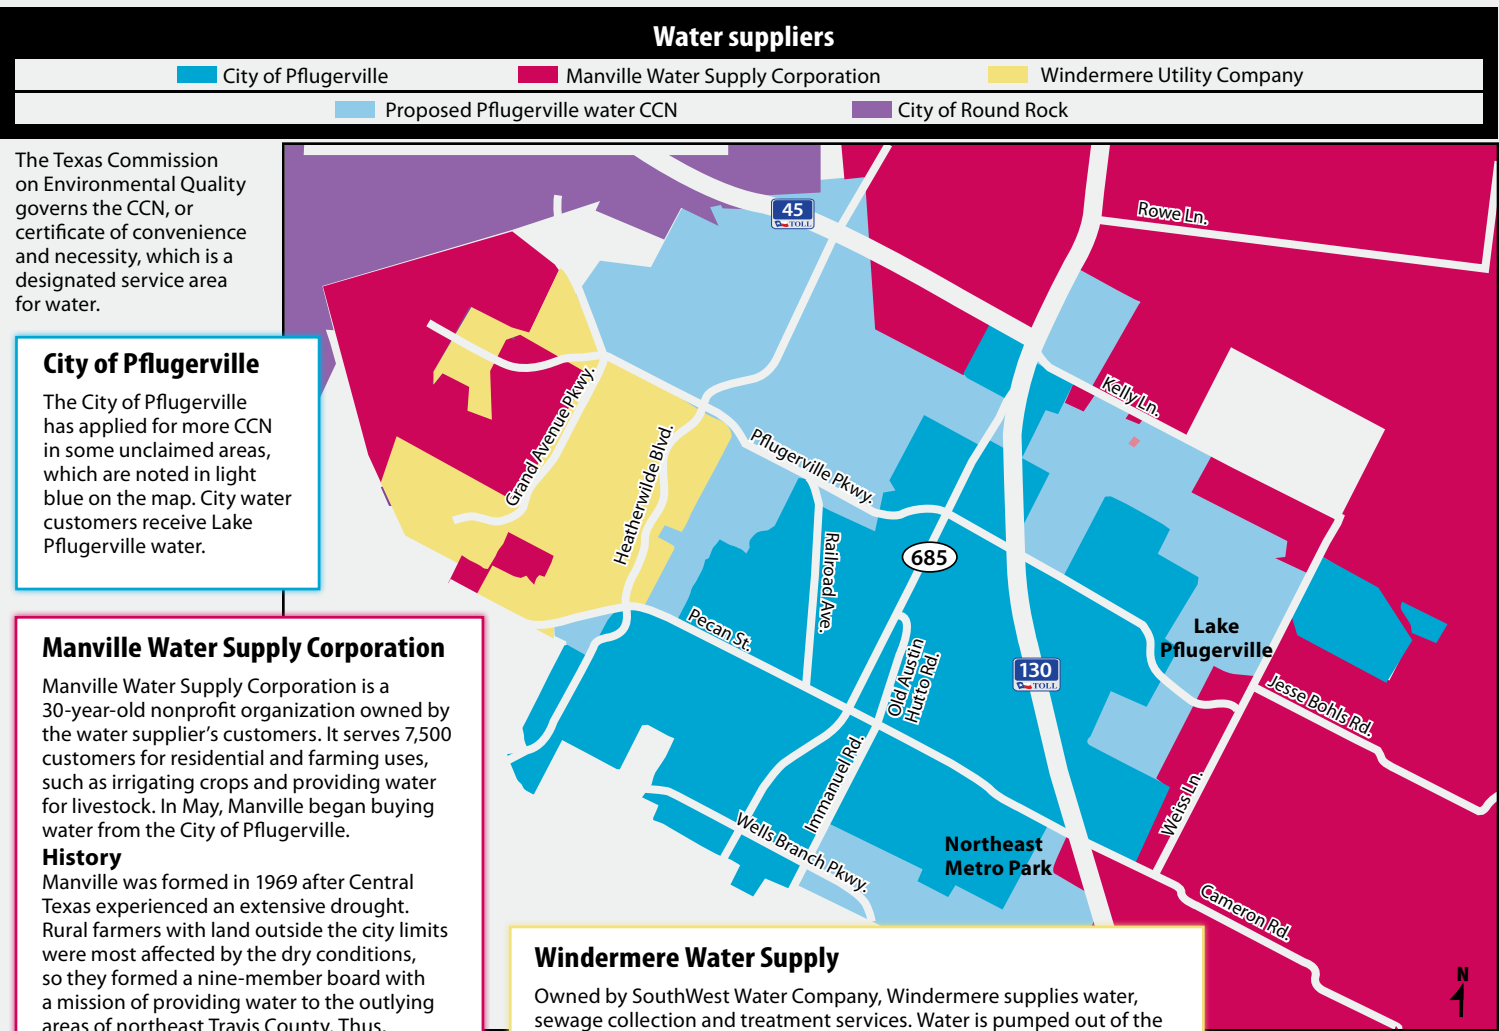 Water suppliers
City of Pflugerville
Manville Water Supply Corporation
Windermere Utility Company
Proposed Pflugerville water CCN
City of Round Rock
The Texas Commission
on Environmental Quality
governs the CCN, or
certificate of convenience
and necessity, which is a
designated service area
for water.
City of Pflugerville
The City of Pflugerville
has applied for more CCN
in some unclaimed areas,
which are noted in light
blue on the map. City water
customers receive Lake
Pflugerville water.
Manville Water Supply Corporation
Manville Water Supply Corporation is a
30-year-old nonprofit organization owned by
the water supplier's customers. It serves 7,500
customers for residential and farming uses,
such as irrigating crops and providing water
for livestock. In May, Manville began buying
water from the City of Pflugerville.
History
Manville was formed in 1969 after Central
Texas experienced an extensive drought.
Rural farmers with land outside the city limits
were most affected by the dry conditions,
so they formed a nine-member board with
a mission of providing water to the outlying
areas of northeast Travis County. Thus,
45
TOLL
Rowe Ln.
Kelly Ln.
Grand Avenue Pkwy.
Heatherwilde Blvd.
Pflugerville Pkwy.
Railroad Ave.
685
Pecan St.
Old Austin
Hutto Rd.
130
TOLL
Lake
Pflugerville
Jesse Bohls Rd.
Immanuel Rd.
Weiss Ln.
Wells Branch Pkwy.
Northeast
Metro Park
Cameron Rd.
N
Windermere Water Supply
Owned by SouthWest Water Company, Windermere supplies water,
sewage collection and treatment services. Water is pumped out of the